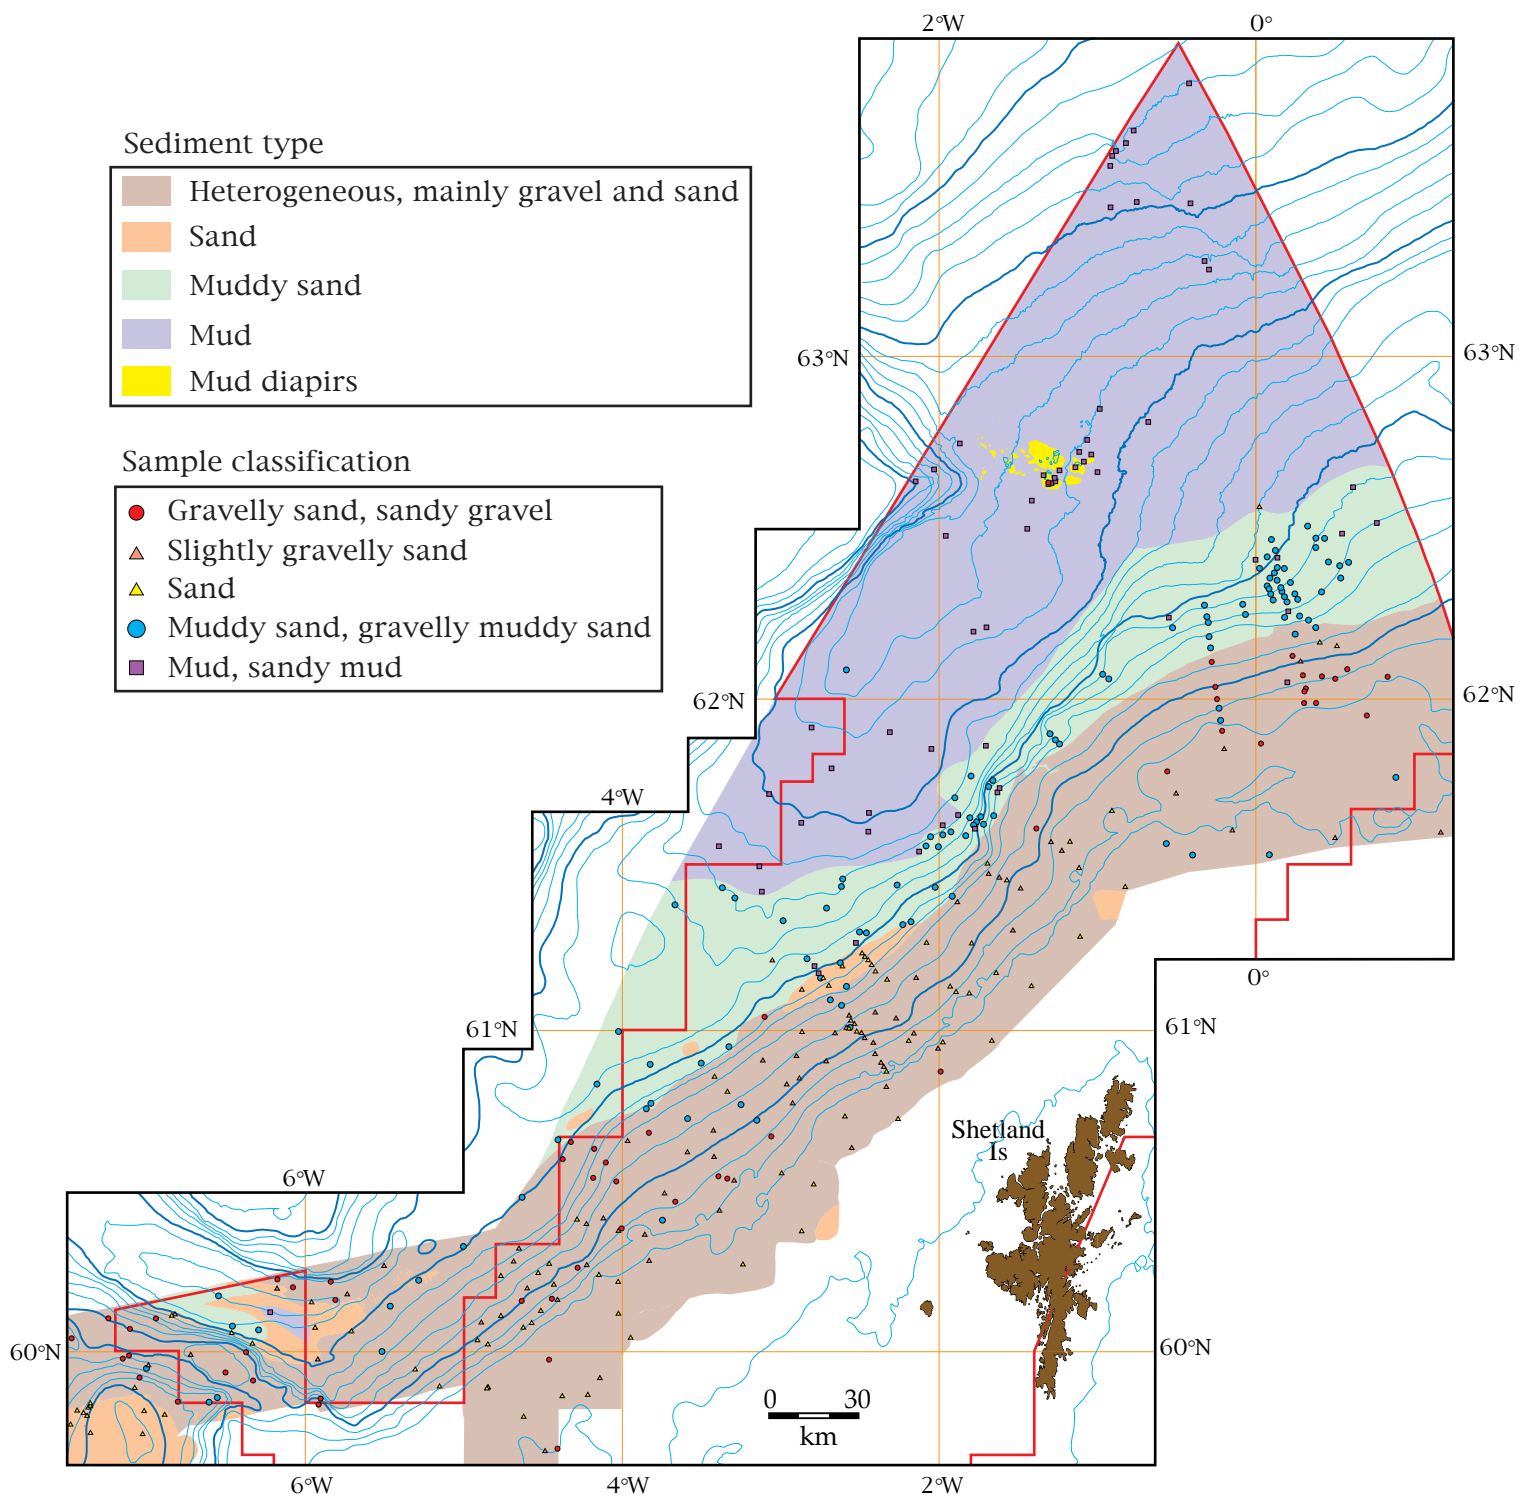 2°W
0°
Sediment type
Heterogeneous, mainly gravel and sand
Sand
Muddy sand
Mud
Mud diapirs
63°N
63°N
Sample classification
Gravelly sand, sandy gravel
Slightly gravelly sand
Sand
Muddy sand, gravelly muddy sand
Mud, sandy mud
62°N
62°N
4°W
0°
61°N
61°N
Shetland
Is
6°W
60°N
60°N
0
30
km
6°W
4°W
2°W